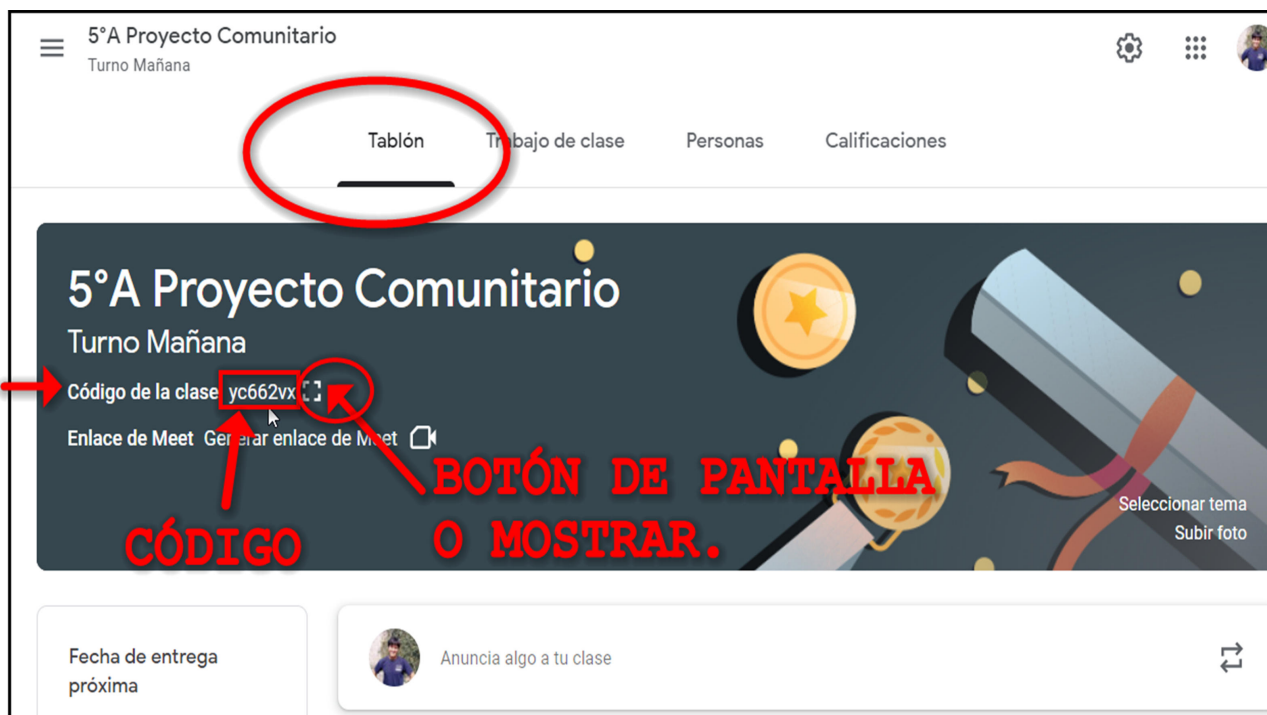 5°A Proyecto Comunitario
Turno Mañana
Tablón
Trabajo de clase
Personas
Calificaciones
5°A Proyecto Comunitario
Turno Mañana
Código de la clase yc662vx
Enlace de Meet Generar enlace de Meet
BOTÓN DE PANTALLA
O MOSTRAR.
CÓDIGO
Seleccionar tema
Subir foto
Fecha de entrega
próxima
Anuncia algo a tu clase